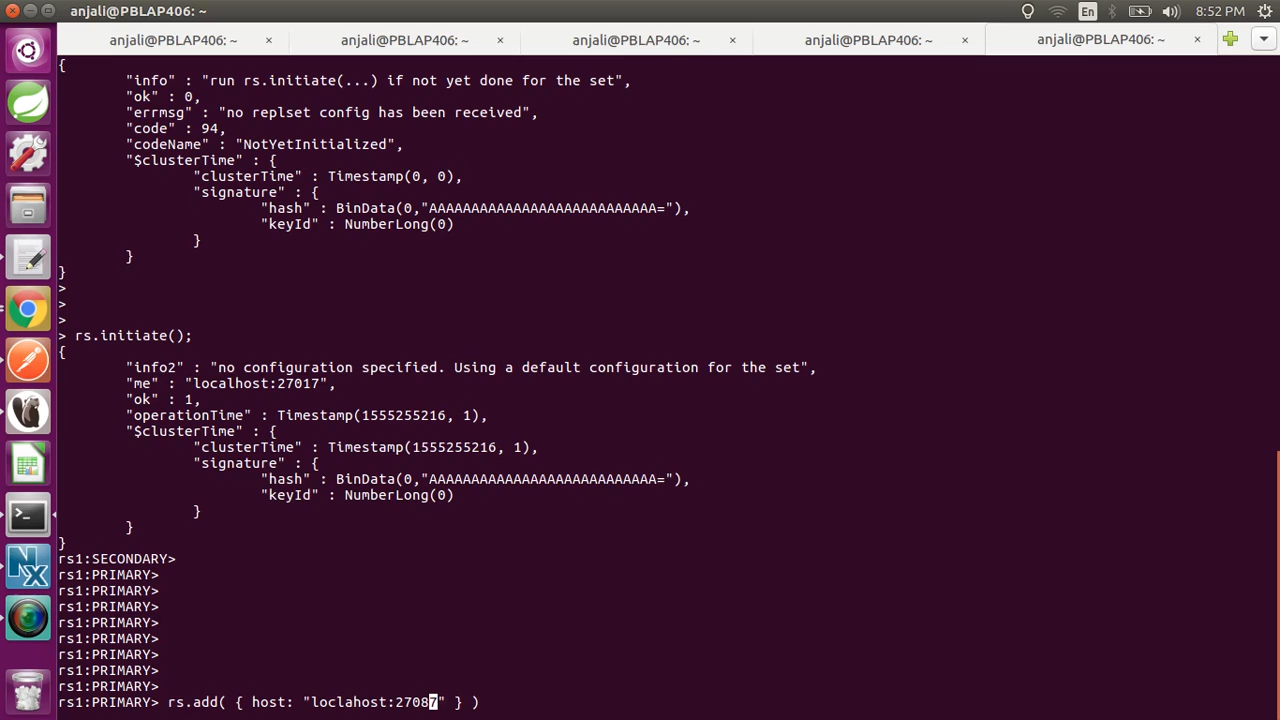 anjali@PBLAP406: ~
En
8:52 PM
anjali@PBLAP406: ~ ×
anjali@PBLAP406: ~ ×
anjali@PBLAP406: ~ ×
anjali@PBLAP406: ~ ×
anjali@PBLAP406: ~ ×
{
"info" : "run rs.initiate(...) if not yet done for the set",
"ok" : 0,
"errmsg" : "no replset config has been received",
"code" : 94,
"codeName" : "NotYetInitialized",
"$clusterTime" : {
"clusterTime" : Timestamp(0, 0),
"signature" : {
"hash" : BinData(0,"AAAAAAAAAAAAAAAAAAAAAAAAAAA="),
"keyId" : NumberLong(0)
}
}
}
>
>
>
> rs.initiate();
{
"info2" : "no configuration specified. Using a default configuration for the set",
"me" : "localhost:27017",
"ok" : 1,
"operationTime" : Timestamp(1555255216, 1),
"$clusterTime" : {
"clusterTime" : Timestamp(1555255216, 1),
"signature" : {
"hash" : BinData(0,"AAAAAAAAAAAAAAAAAAAAAAAAAAA="),
"keyId" : NumberLong(0)
}
}
}
rs1:SECONDARY>
rs1:PRIMARY>
rs1:PRIMARY>
rs1:PRIMARY>
rs1:PRIMARY>
rs1:PRIMARY>
rs1:PRIMARY>
rs1:PRIMARY>
rs1:PRIMARY>
rs1:PRIMARY> rs.add( { host: "loclahost:27087" } )